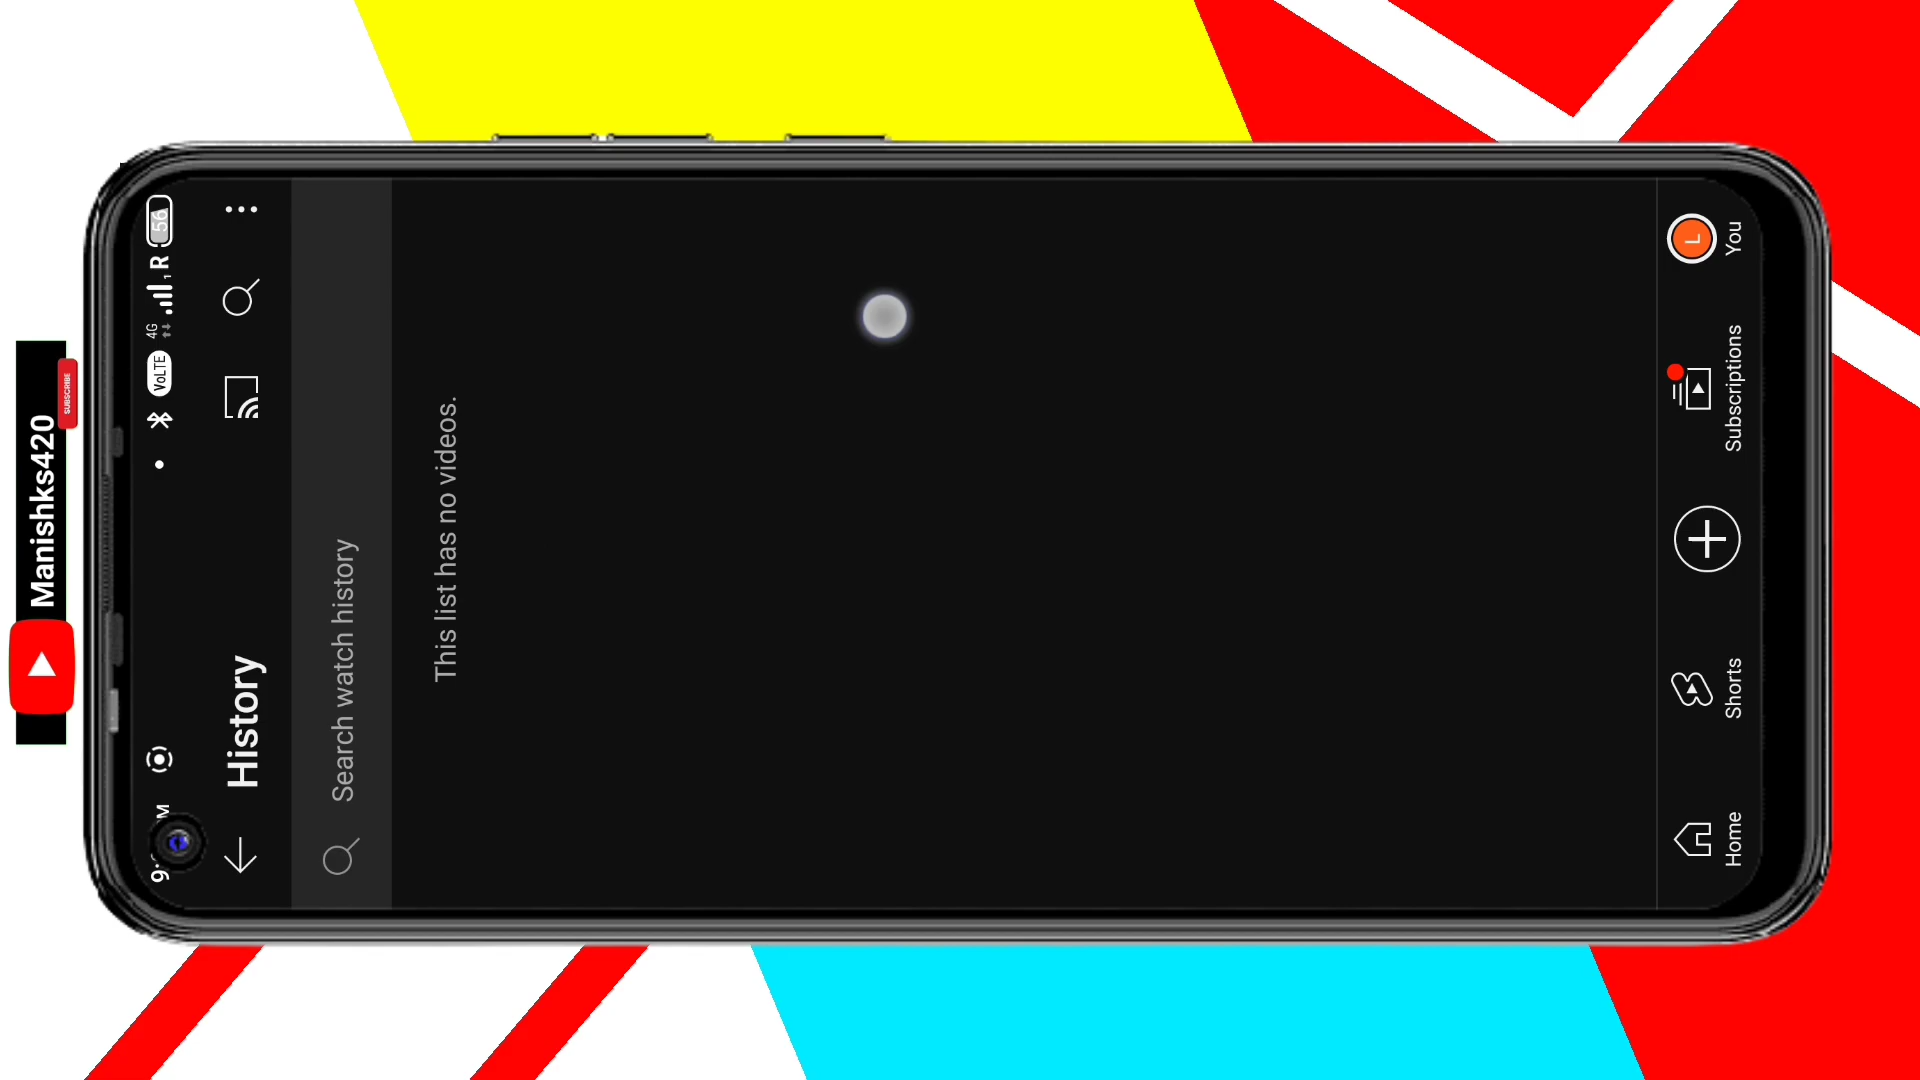 Manishks420
SUBSCRIBE
VoLTE
4G
R
56
History
Search watch history
This list has no videos.
Home
Shorts
Subscriptions
L
You